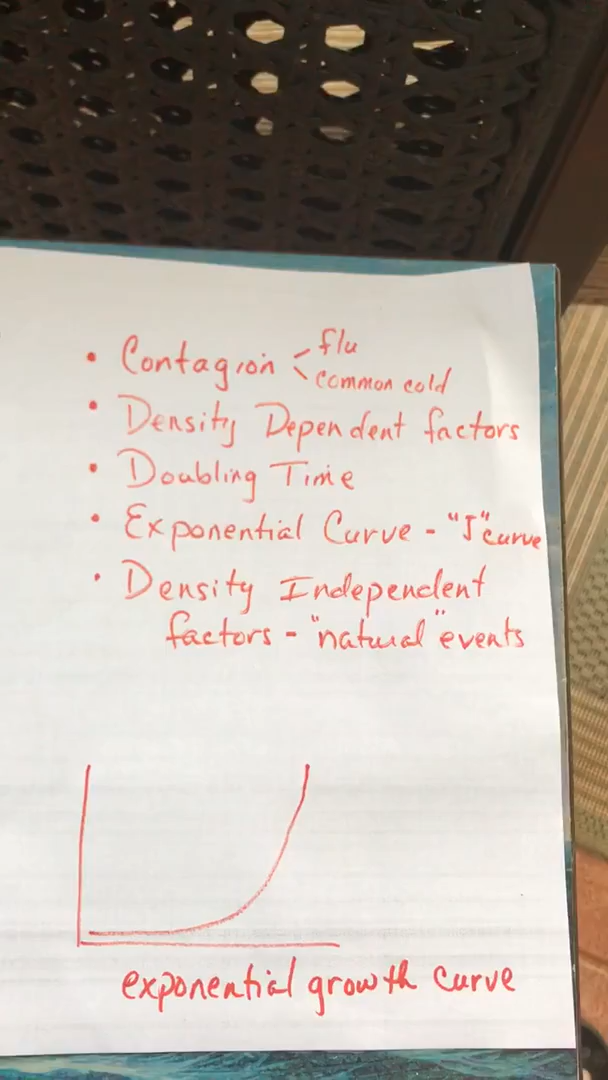 • Contagion < flu
common cold
• Density Dependent factors
• Doubling Time
• Exponential Curve - "J" curve
• Density Independent
factors - "natural" events
exponential growth curve